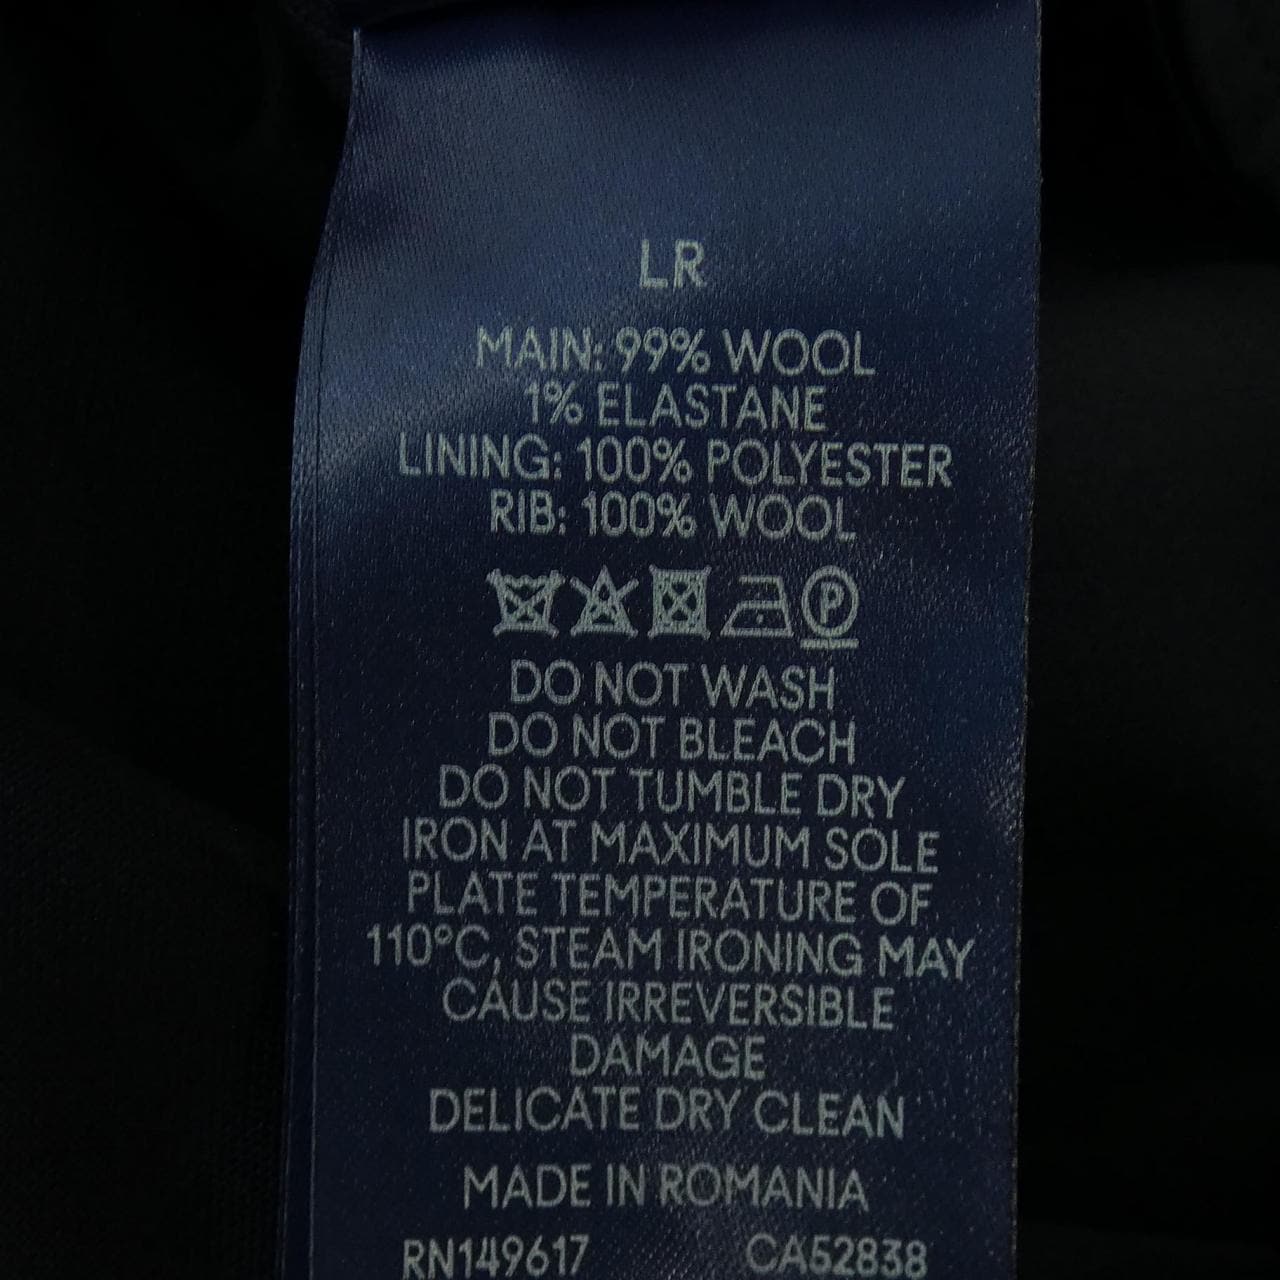 LR
MAIN: 99% WOOL
1% ELASTANE
LINING: 100% POLYESTER
RIB: 100% WOOL
P
DO NOT WASH
DO NOT BLEACH
DO NOT TUMBLE DRY
IRON AT MAXIMUM SOLE
PLATE TEMPERATURE OF
110°C, STEAM IRONING MAY
CAUSE IRREVERSIBLE
DAMAGE
DELICATE DRY CLEAN
MADE IN ROMANIA
RN149617 CA52838